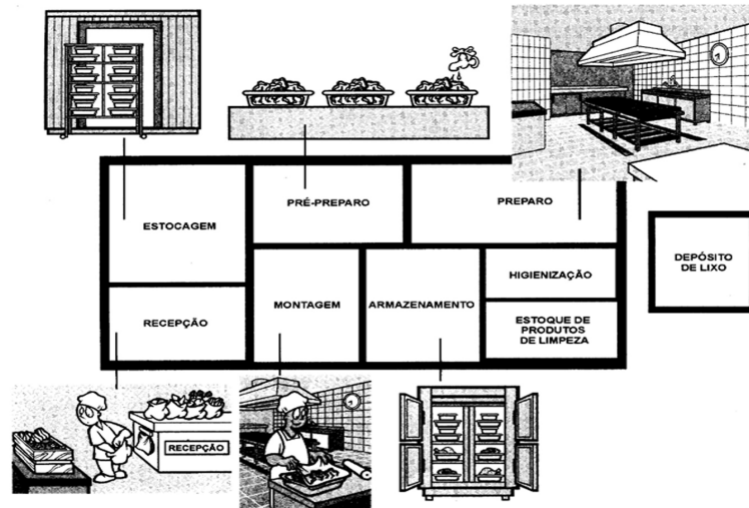 PRÉ-PREPARO
PREPARO
ESTOCAGEM
DEPÓSITO
DE LIXO
HIGIENIZAÇÃO
MONTAGEM
ARMAZENAMENTO
RECEPÇÃO
ESTOQUE DE
PRODUTOS
DE LIMPEZA
RECEPÇÃO